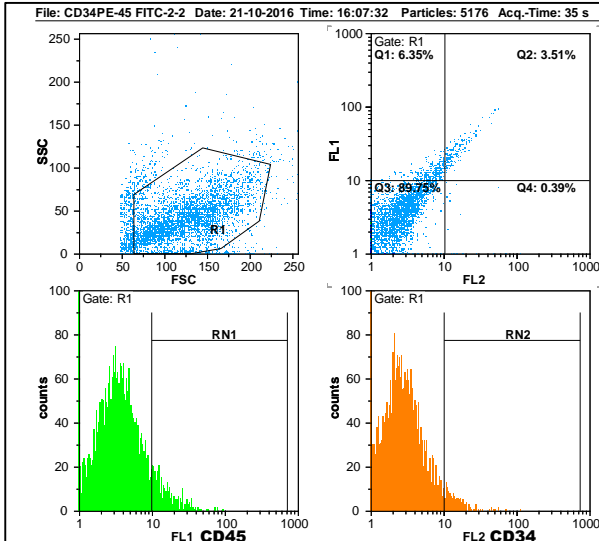 File: CD34PE-45 FITC-2-2 Date: 21-10-2016 Time: 16:07:32 Particles: 5176 Acq.-Time: 35 s
250
200
150
100
50
0
SSC
R1
0 50 100 150 200 250
FSC
Gate: R1
Q1: 6.35% Q2: 3.51%
Q3: 89.75% Q4: 0.39%
1000
100
10
1
FL1
1 10 100 1000
FL2
Gate: R1
RN1
100
80
60
40
20
0
counts
1 10 100 1000
FL1 CD45
Gate: R1
RN2
100
80
60
40
20
0
counts
1 10 100 1000
FL2 CD34